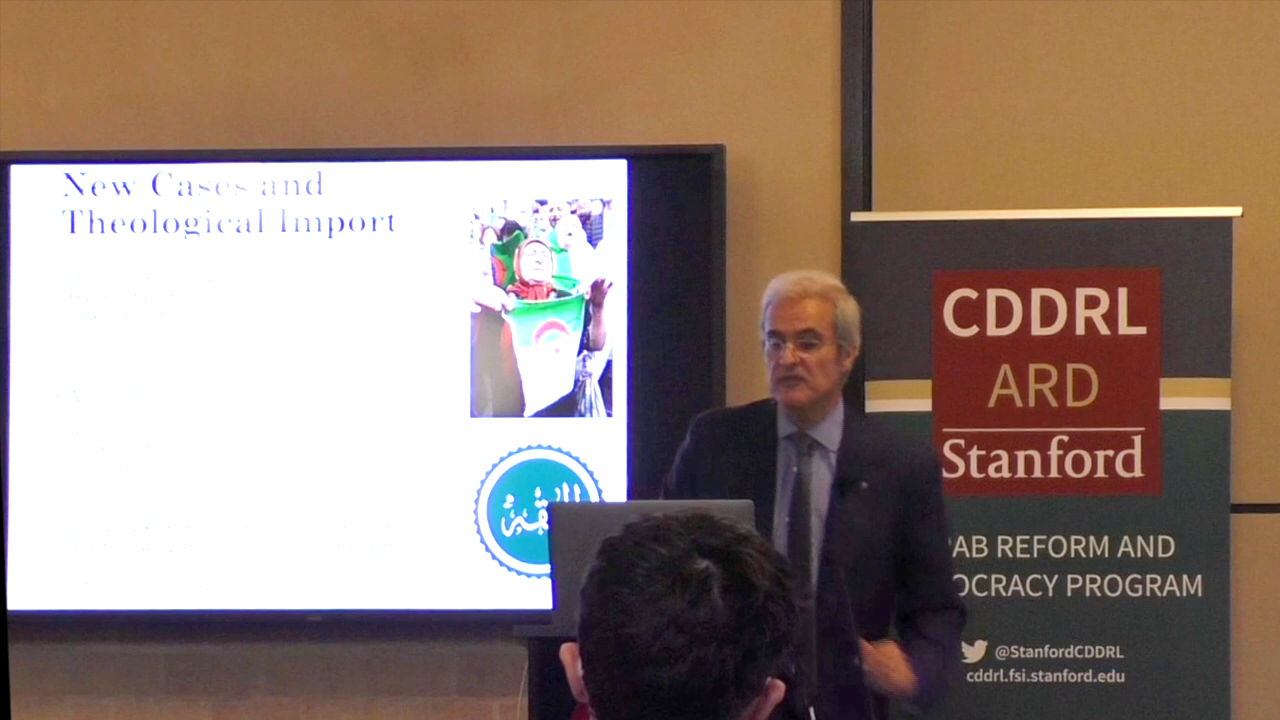 New Cases and
Theological Import
CDDRL
ARD
Stanford
AB REFORM AND
OCRACY PROGRAM
@StanfordCDDRL
cddrl.fsi.stanford.edu